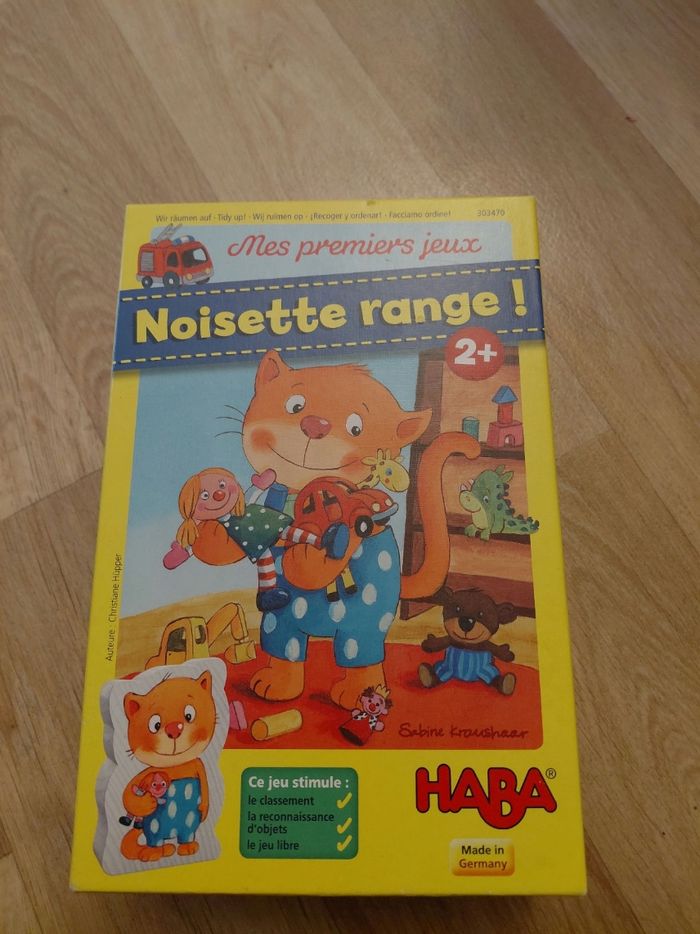 Wir räumen auf - Tidy up! - Wij ruimen op - ¡Recoger y ordenar! - Facciamo ordine! 303470
Mes premiers jeux
Noisette range !
2+
Auteure : Christiane Hüpper
Sabine Kraushaar
Ce jeu stimule :
le classement
la reconnaissance
d'objets
le jeu libre
HABA®
Made in
Germany